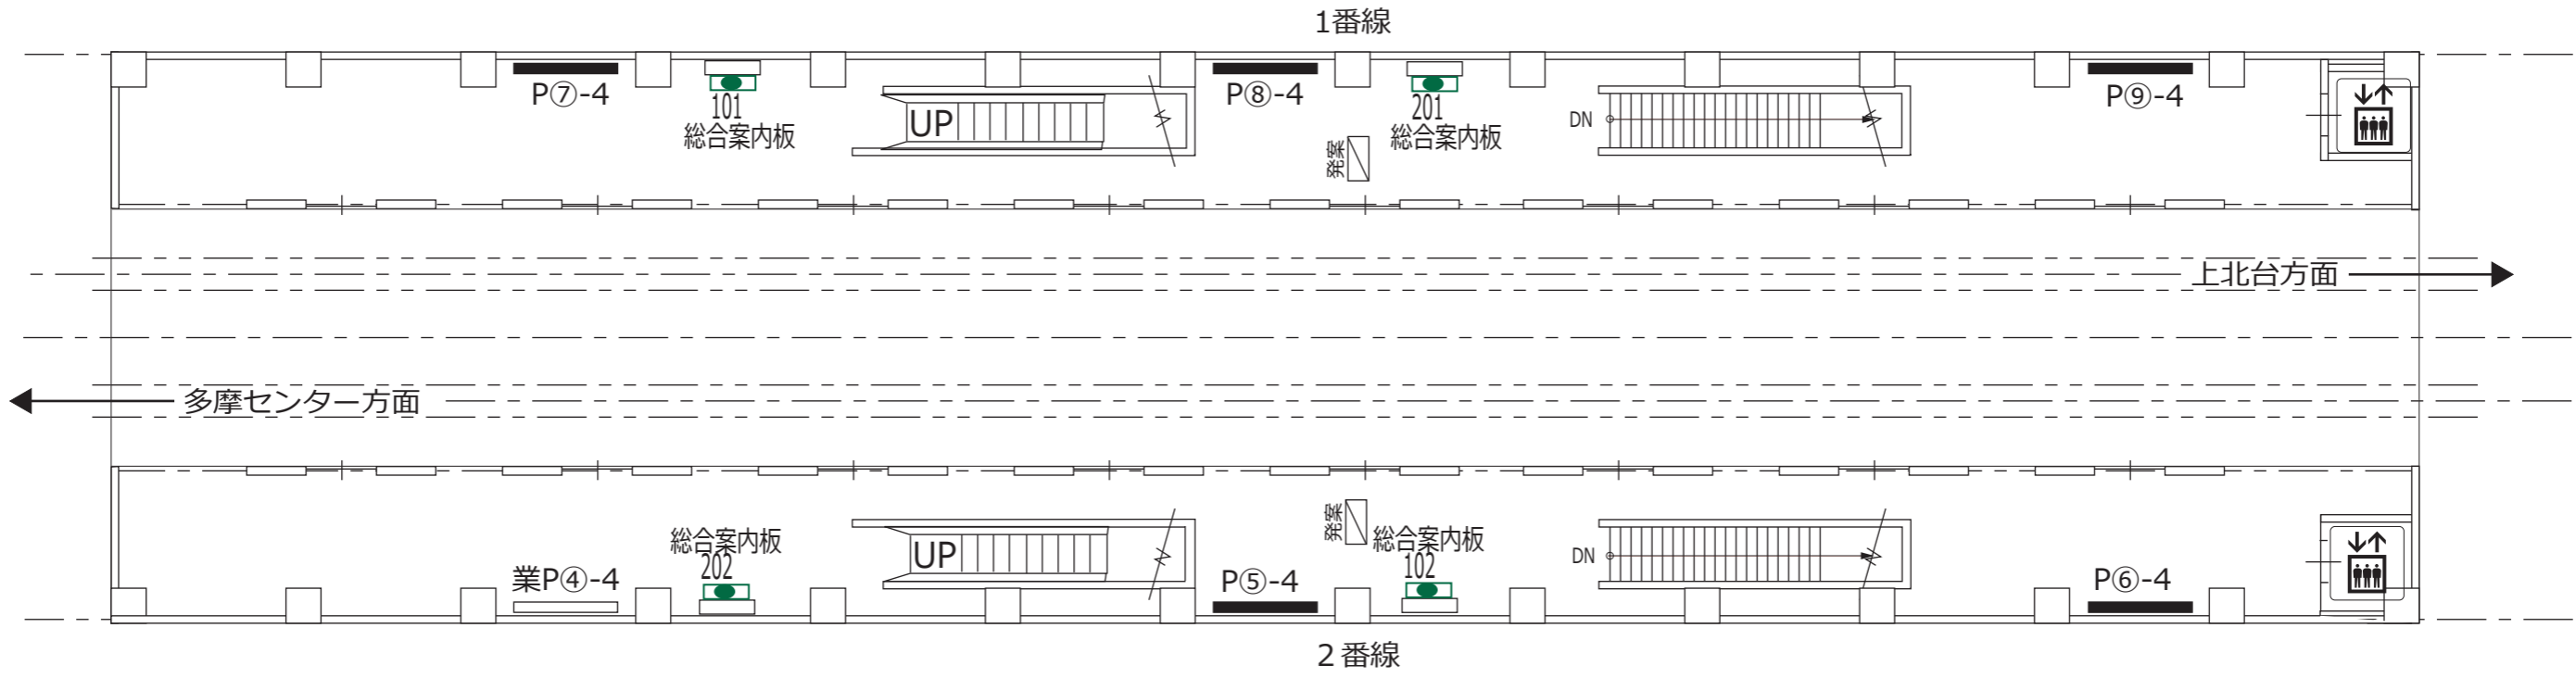 1番線
P⑦-4
101
総合案内板
UP
P⑧-4
発案
201
総合案内板
DN
P⑨-4
上北台方面
多摩センター方面
業P④-4
総合案内板
202
UP
P⑤-4
発案
総合案内板
102
DN
P⑥-4
2番線